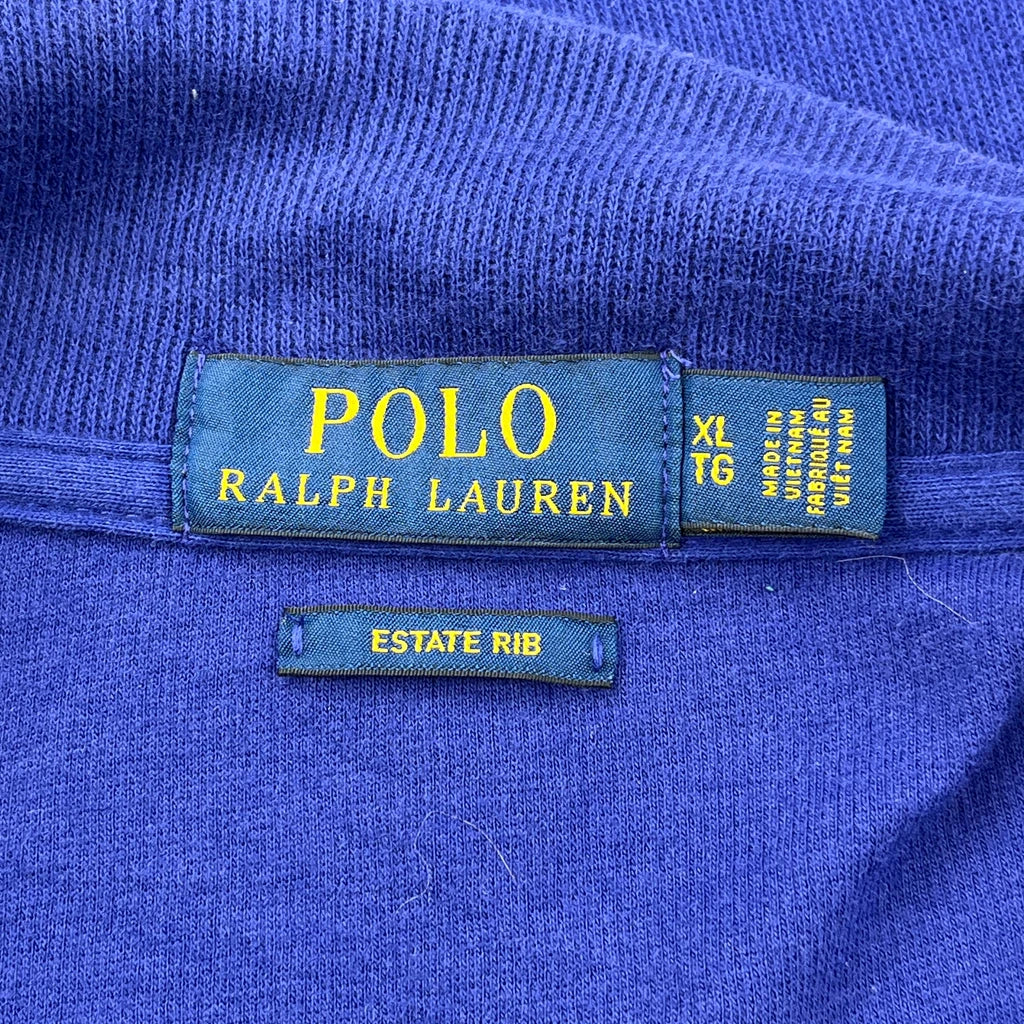 POLO
RALPH LAUREN
XL
TG
MADE IN
VIETNAM
FABRIQUÉ AU
VIÊT NAM
ESTATE RIB